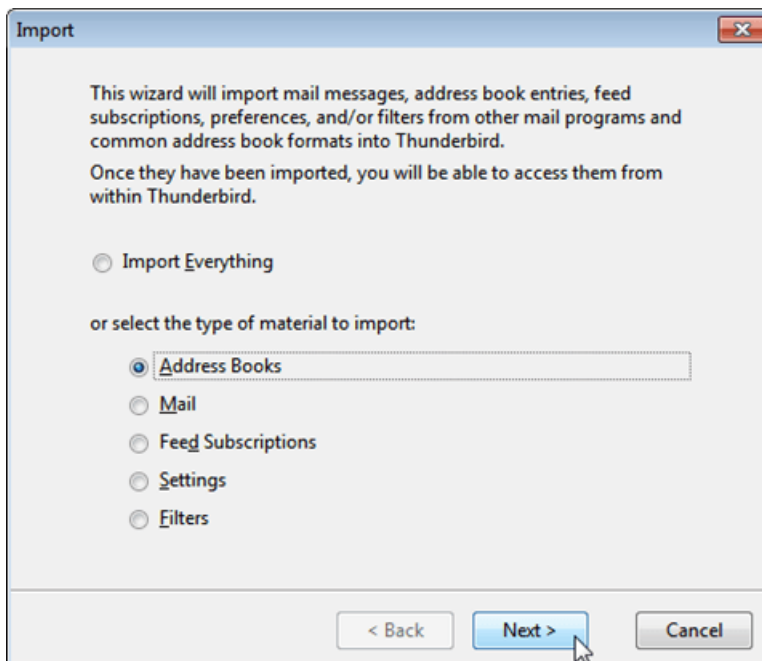 Import
This wizard will import mail messages, address book entries, feed
subscriptions, preferences, and/or filters from other mail programs and
common address book formats into Thunderbird.
Once they have been imported, you will be able to access them from
within Thunderbird.
Import Everything
or select the type of material to import:
Address Books
Mail
Feed Subscriptions
Settings
Filters
< Back Next > Cancel